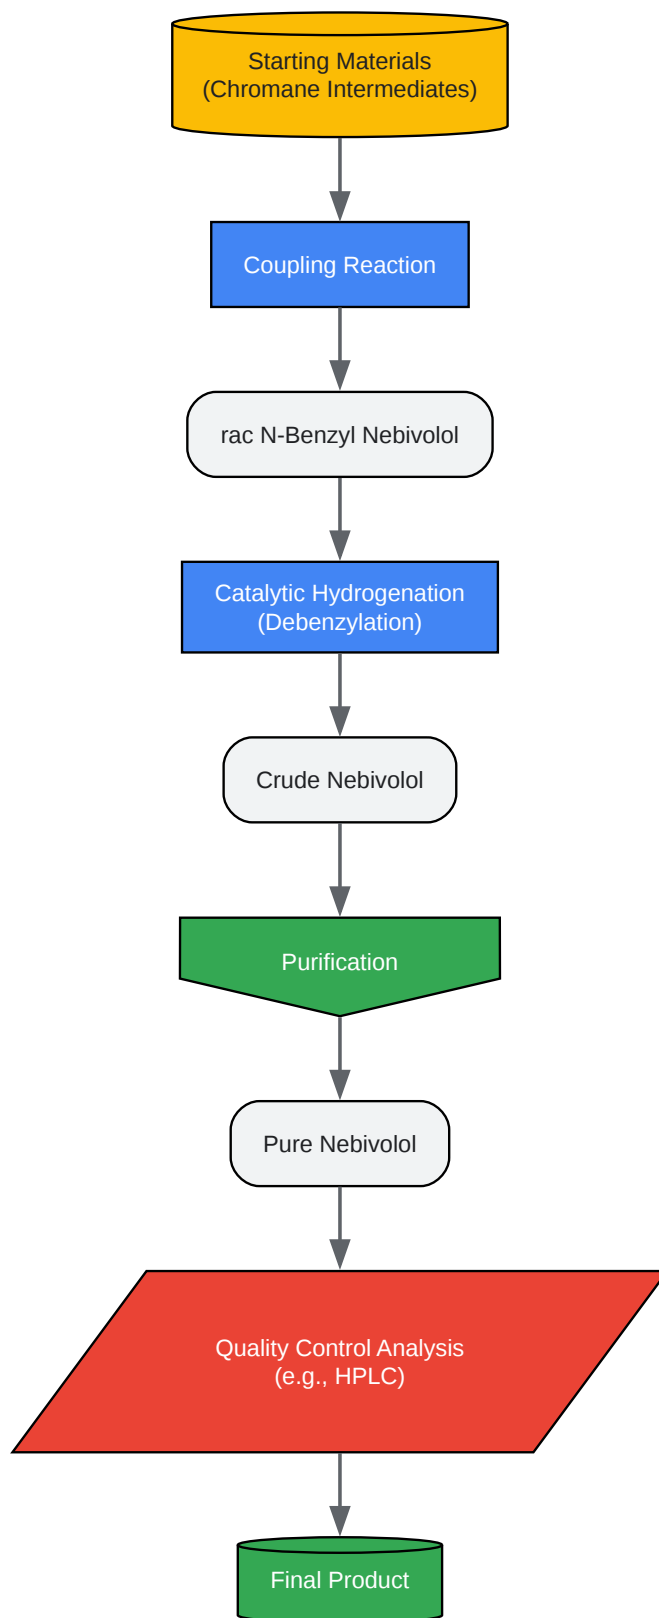 Starting Materials
(Chromane Intermediates)
Coupling Reaction
rac N-Benzyl Nebivolol
Catalytic Hydrogenation
(Debenzylation)
Crude Nebivolol
Purification
Pure Nebivolol
Quality Control Analysis
(e.g., HPLC)
Final Product